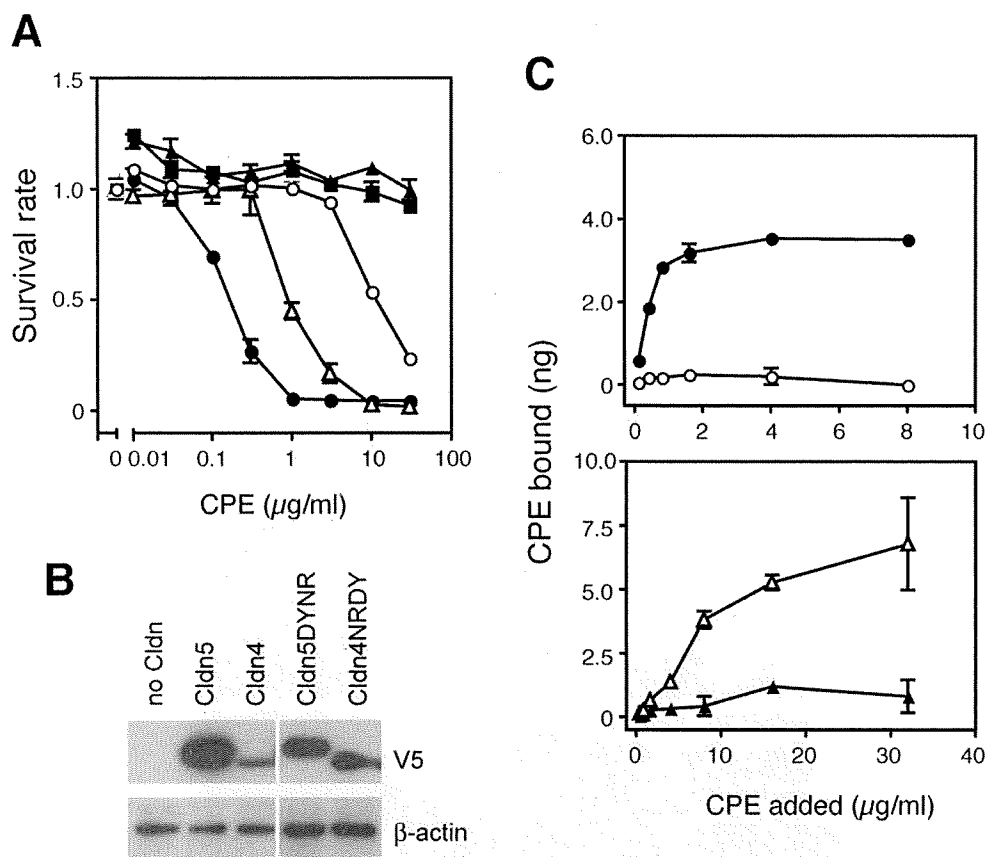 A
1.5
1.0
0.5
0
Survival rate
0 0.01 0.1 1 10 100
CPE (µg/ml)
B
no Cldn
Cldn5
Cldn4
Cldn5DYNR
Cldn4NRDY
V5
β-actin
C
6.0
4.0
2.0
0
0 2 4 6 8 10
CPE bound (ng)
10.0
7.5
5.0
2.5
0
0 10 20 30 40
CPE added (µg/ml)